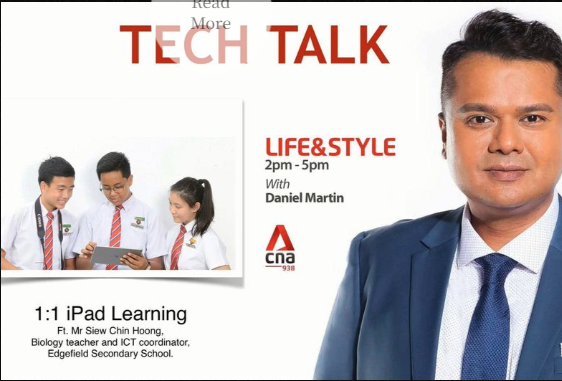 Read
More
TECH TALK
LIFE&STYLE
2pm - 5pm
With
Daniel Martin
cna
938
1:1 iPad Learning
Ft. Mr Siew Chin Hoong,
Biology teacher and ICT coordinator,
Edgefield Secondary School.